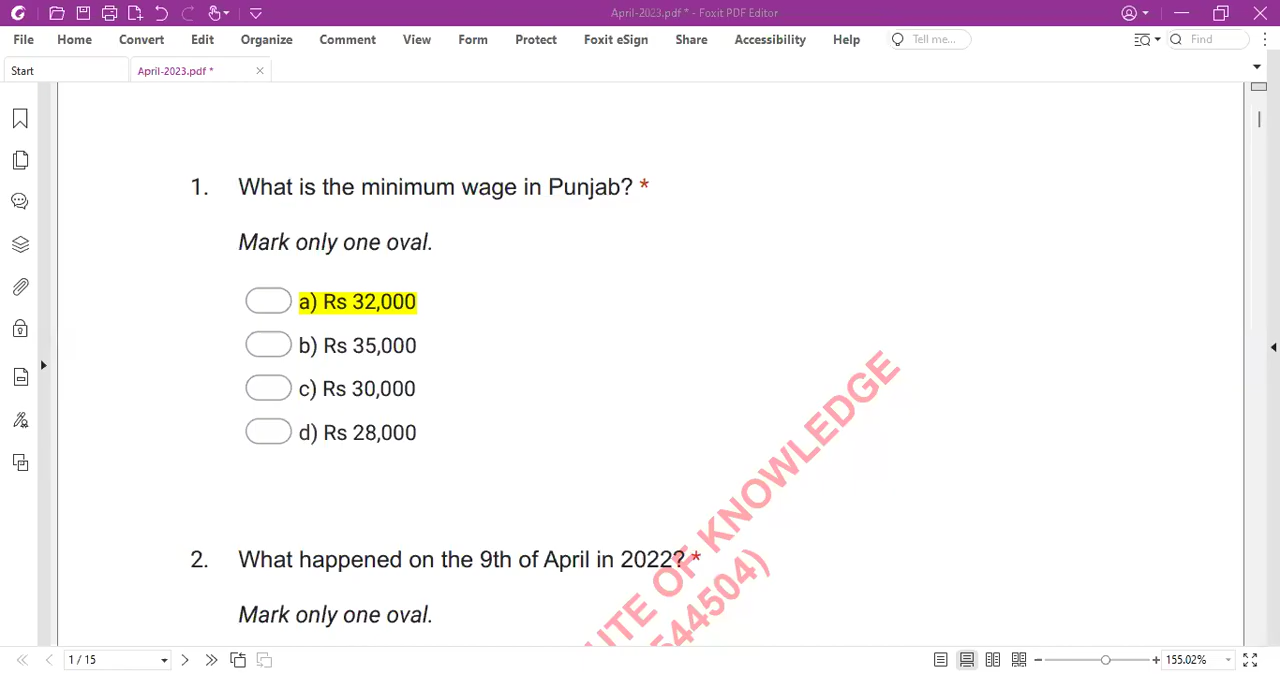 April-2023.pdf * - Foxit PDF Editor
File Home Convert Edit Organize Comment View Form Protect Foxit eSign Share Accessibility Help Tell me... Find
Start April-2023.pdf *
1. What is the minimum wage in Punjab? *
Mark only one oval.
a) Rs 32,000
b) Rs 35,000
c) Rs 30,000
d) Rs 28,000
2. What happened on the 9th of April in 2022? *
Mark only one oval.
OF KNOWLEDGE
544504)
1 / 15 155.02%